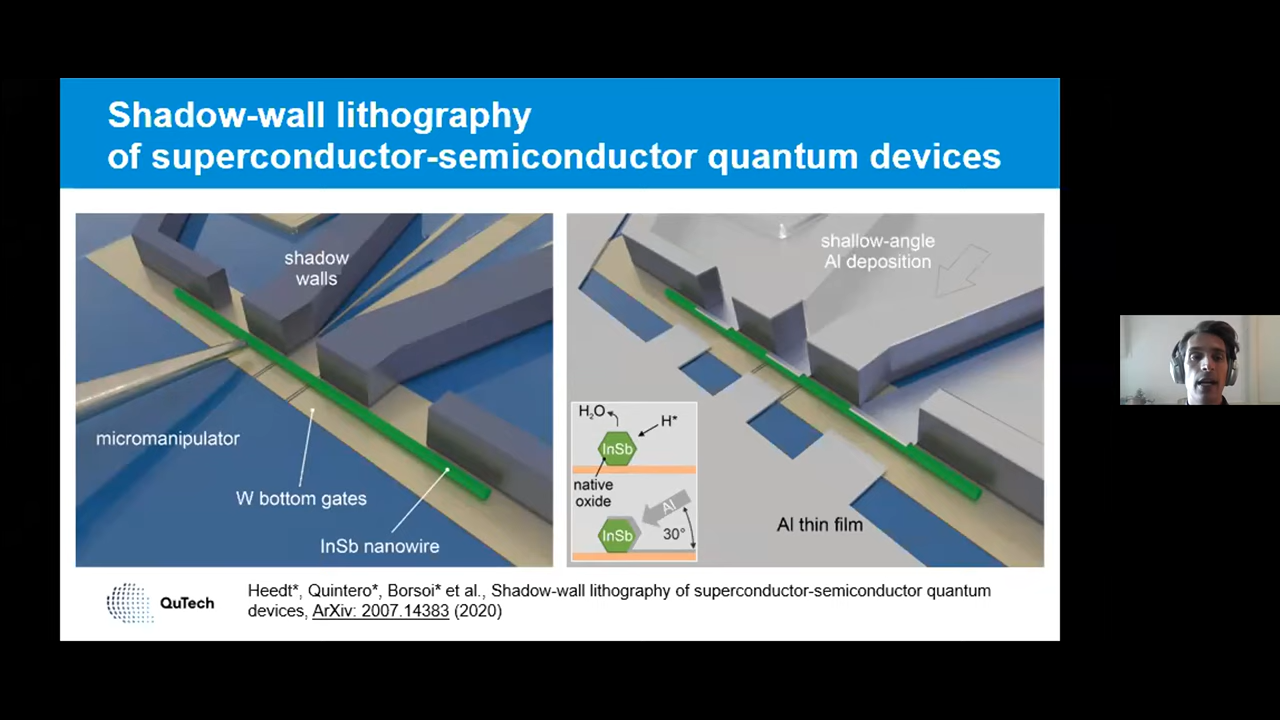 Shadow-wall lithography
of superconductor-semiconductor quantum devices
shadow
walls
micromanipulator
W bottom gates
InSb nanowire
shallow-angle
Al deposition
H₂O
H*
InSb
native
oxide
Al
InSb
30°
Al thin film
QuTech
Heedt*, Quintero*, Borsoi* et al., Shadow-wall lithography of superconductor-semiconductor quantum
devices, ArXiv: 2007.14383 (2020)